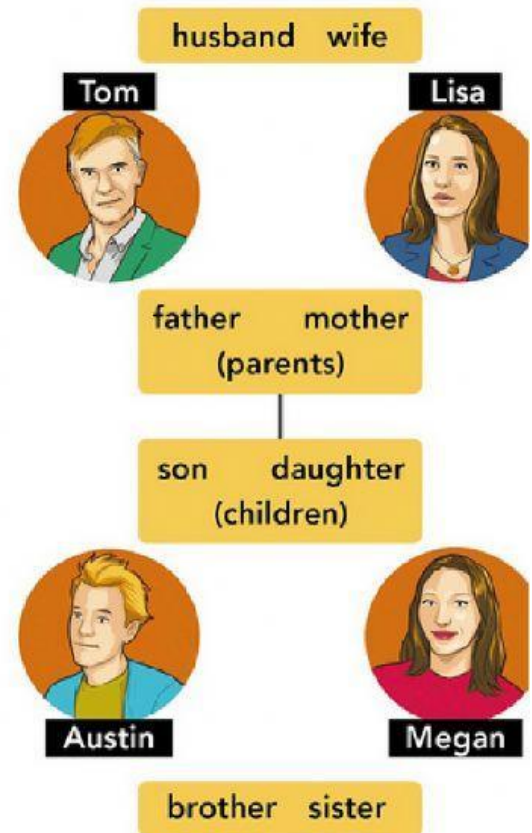 husband wife
Tom
Lisa
father mother
(parents)
son daughter
(children)
Austin
Megan
brother sister